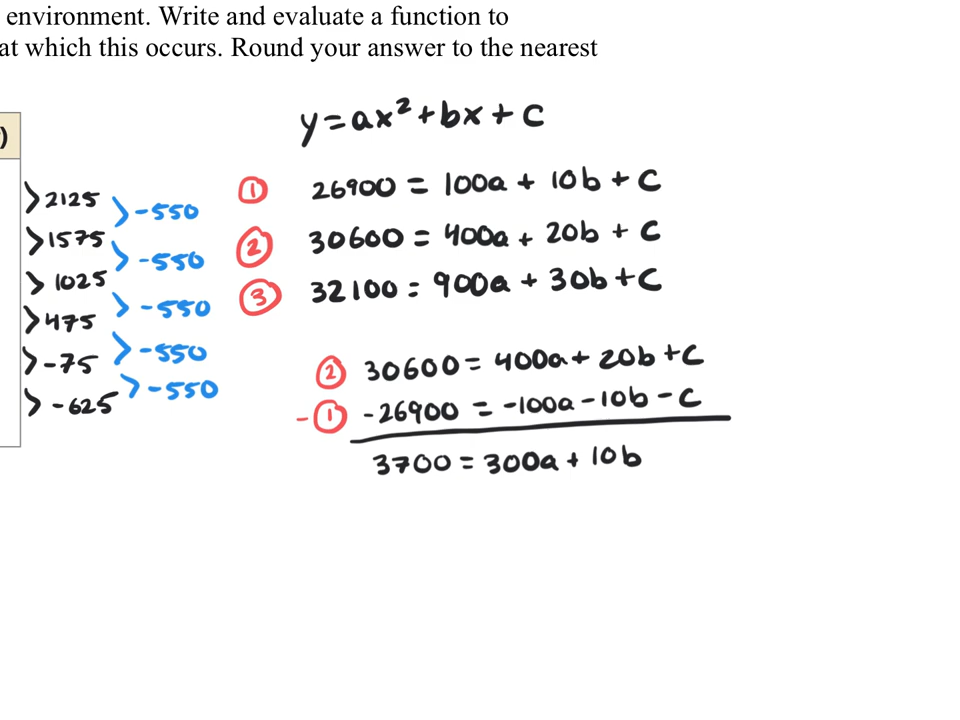 environment. Write and evaluate a function to
at which this occurs. Round your answer to the nearest
y=ax²+bx+c
)
① 26900 = 100a + 10b + c
>2125
>-550
② 30600 = 400a + 20b + c
>1575
>-550
③ 32100 = 900a + 30b + c
>1025
>-550
>475
>-550
② 30600 = 400a + 20b + c
>-75
>-550
-① -26900 = -100a - 10b - c
>-625
3700 = 300a + 10b